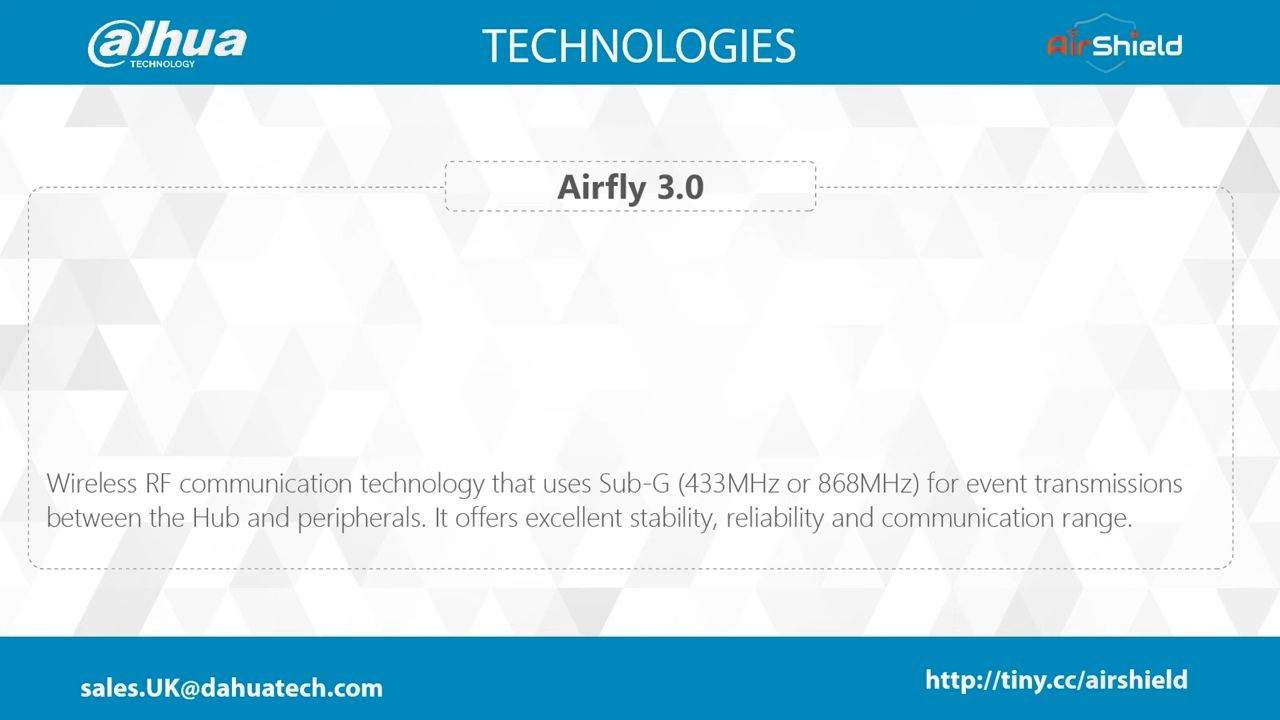 alhua
TECHNOLOGY
TECHNOLOGIES
AirShield
Airfly 3.0
Wireless RF communication technology that uses Sub-G (433MHz or 868MHz) for event transmissions
between the Hub and peripherals. It offers excellent stability, reliability and communication range.
sales.UK@dahuatech.com
http://tiny.cc/airshield